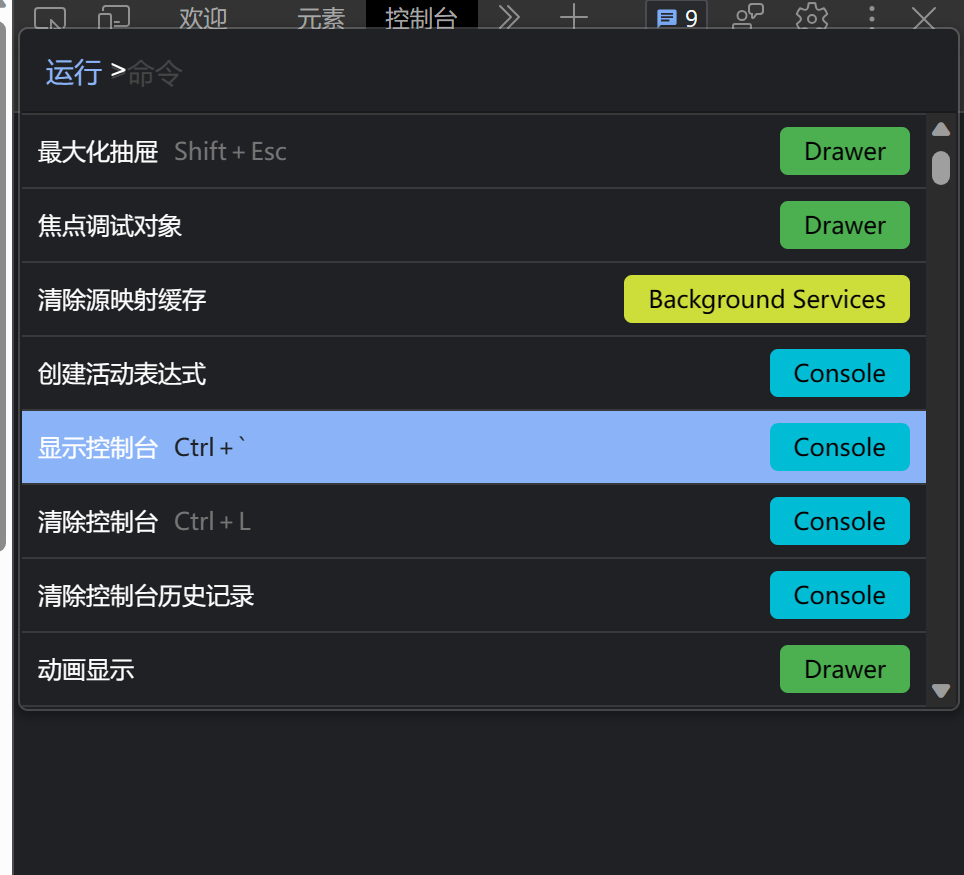 欢迎 元素 控制台 9
运行 >命令
最大化抽屉 Shift + Esc Drawer
焦点调试对象 Drawer
清除源映射缓存 Background Services
创建活动表达式 Console
显示控制台 Ctrl + ` Console
清除控制台 Ctrl + L Console
清除控制台历史记录 Console
动画显示 Drawer